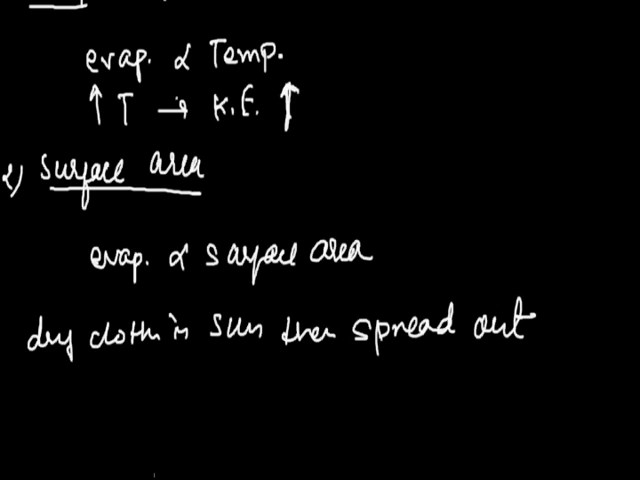 evap. ∝ Temp.
↑ T → K.E. ↑
2) Surface area
evap. ∝ surface area
dry cloth in sun then spread out